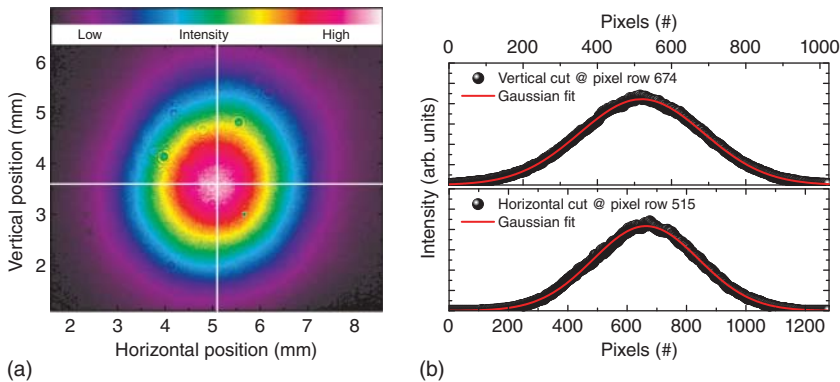 Low Intensity High
6
5
4
3
2
Vertical position (mm)
2 3 4 5 6 7 8
Horizontal position (mm)
(a)
Pixels (#)
0 200 400 600 800 1000
Vertical cut @ pixel row 674
Gaussian fit
Horizontal cut @ pixel row 515
Gaussian fit
Intensity (arb. units)
0 200 400 600 800 1000 1200
Pixels (#)
(b)